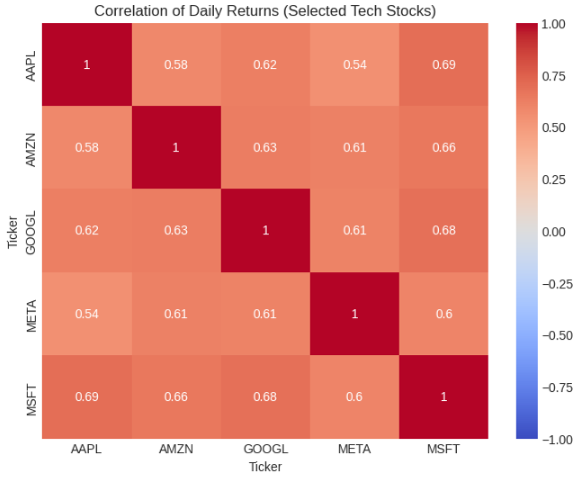 Correlation of Daily Returns (Selected Tech Stocks)
AAPL 1 0.58 0.62 0.54 0.69
AMZN 0.58 1 0.63 0.61 0.66
GOOGL 0.62 0.63 1 0.61 0.68
META 0.54 0.61 0.61 1 0.6
MSFT 0.69 0.66 0.68 0.6 1
AAPL AMZN GOOGL META MSFT
Ticker
Ticker
1.00
0.75
0.50
0.25
0.00
−0.25
−0.50
−0.75
−1.00